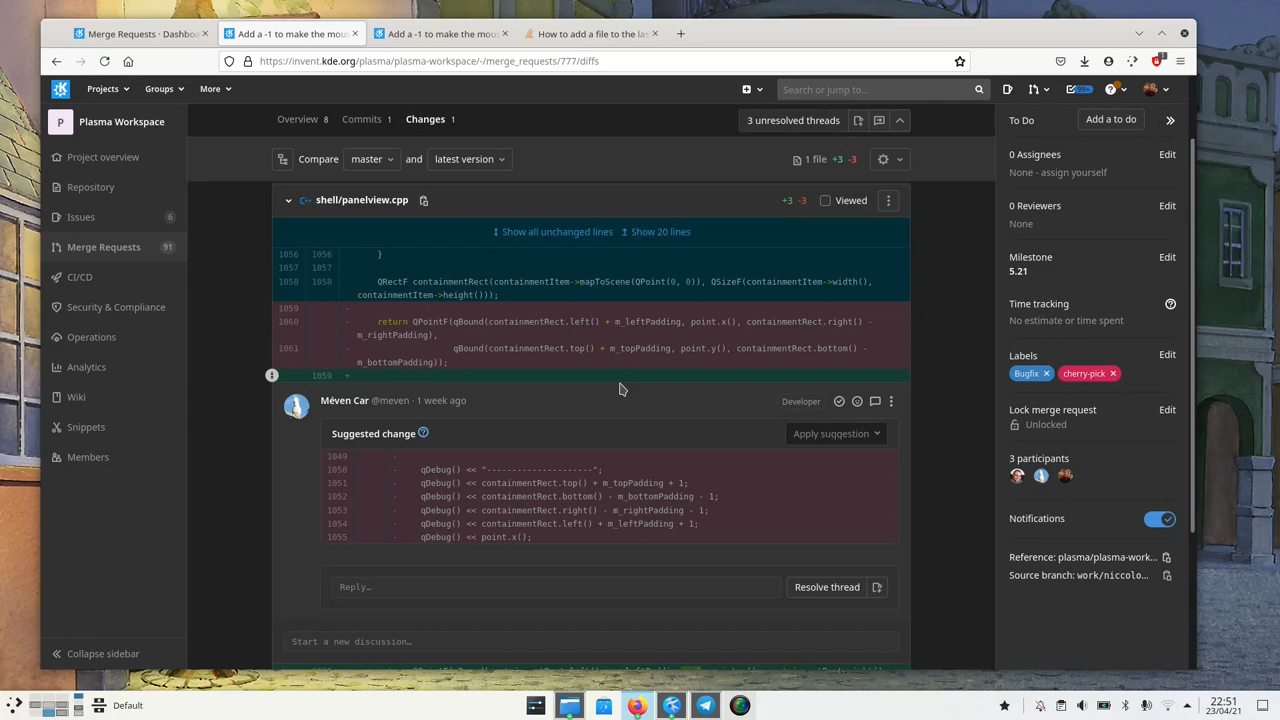 Merge Requests · Dashboa
Add a -1 to make the mous
Add a -1 to make the mous
How to add a file to the las
https://invent.kde.org/plasma/plasma-workspace/-/merge_requests/777/diffs
1
Projects
Groups
More
Search or jump to...
99+
P
Plasma Workspace
Project overview
Repository
Issues 6
Merge Requests 91
CI/CD
Security & Compliance
Operations
Analytics
Wiki
Snippets
Members
Collapse sidebar
Overview 8
Commits 1
Changes 1
3 unresolved threads
Compare master and latest version
1 file +3 -3
shell/panelview.cpp
+3 -3
Viewed
Show all unchanged lines
Show 20 lines
1056 1056 }
1057 1057
1058 1058 QRectF containmentRect(containmentItem->mapToScene(QPoint(0, 0)), QSizeF(containmentItem->width(),
containmentItem->height()));
1059 -
1060 - return QPointF(qBound(containmentRect.left() + m_leftPadding, point.x(), containmentRect.right() -
m_rightPadding),
1061 - qBound(containmentRect.top() + m_topPadding, point.y(), containmentRect.bottom() -
m_bottomPadding));
1059 +
Méven Car @meven · 1 week ago
Developer
Suggested change
Apply suggestion
1049 -
1050 - qDebug() << "---------------------";
1051 - qDebug() << containmentRect.top() + m_topPadding + 1;
1052 - qDebug() << containmentRect.bottom() - m_bottomPadding - 1;
1053 - qDebug() << containmentRect.right() - m_rightPadding - 1;
1054 - qDebug() << containmentRect.left() + m_leftPadding + 1;
1055 - qDebug() << point.x();
Reply…
Resolve thread
Start a new discussion…
To Do
Add a to do
0 Assignees Edit
None - assign yourself
0 Reviewers Edit
None
Milestone Edit
5.21
Time tracking
No estimate or time spent
Labels Edit
Bugfix
cherry-pick
Lock merge request Edit
Unlocked
3 participants
Notifications
Reference: plasma/plasma-work...
Source branch: work/niccolo...
Default
22:51
23/04/21